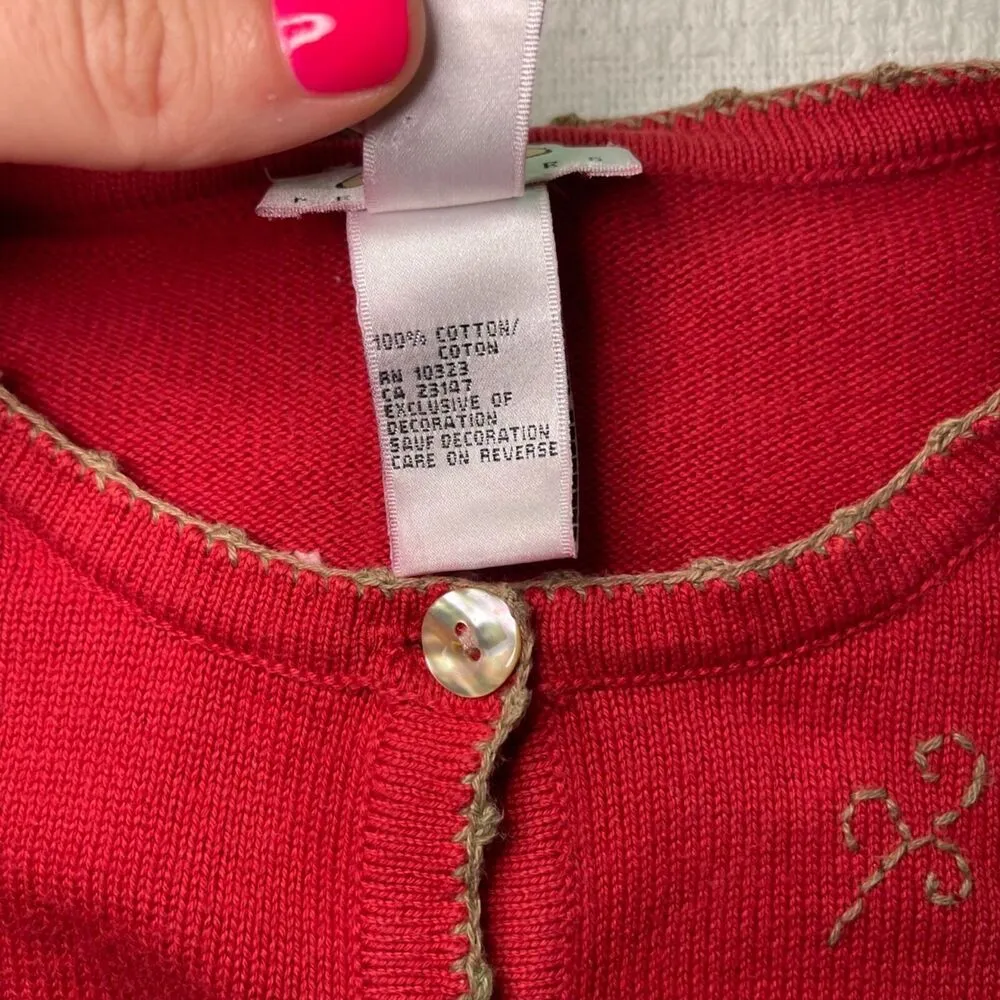 100% COTTON/
COTON
RN 10323
CA 23147
EXCLUSIVE OF
DECORATION
SAUF DECORATION
CARE ON REVERSE